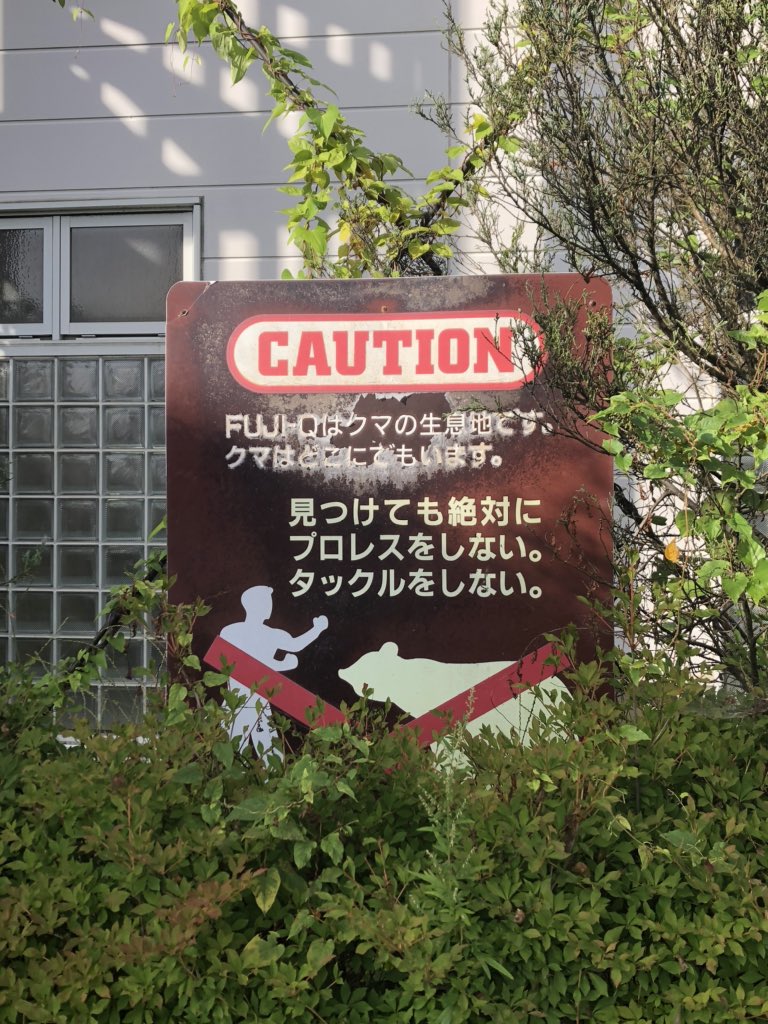 CAUTION
FUJI-Qはクマの生息地です。
クマはどこにでもいます。
見つけても絶対に
プロレスをしない。
タックルをしない。